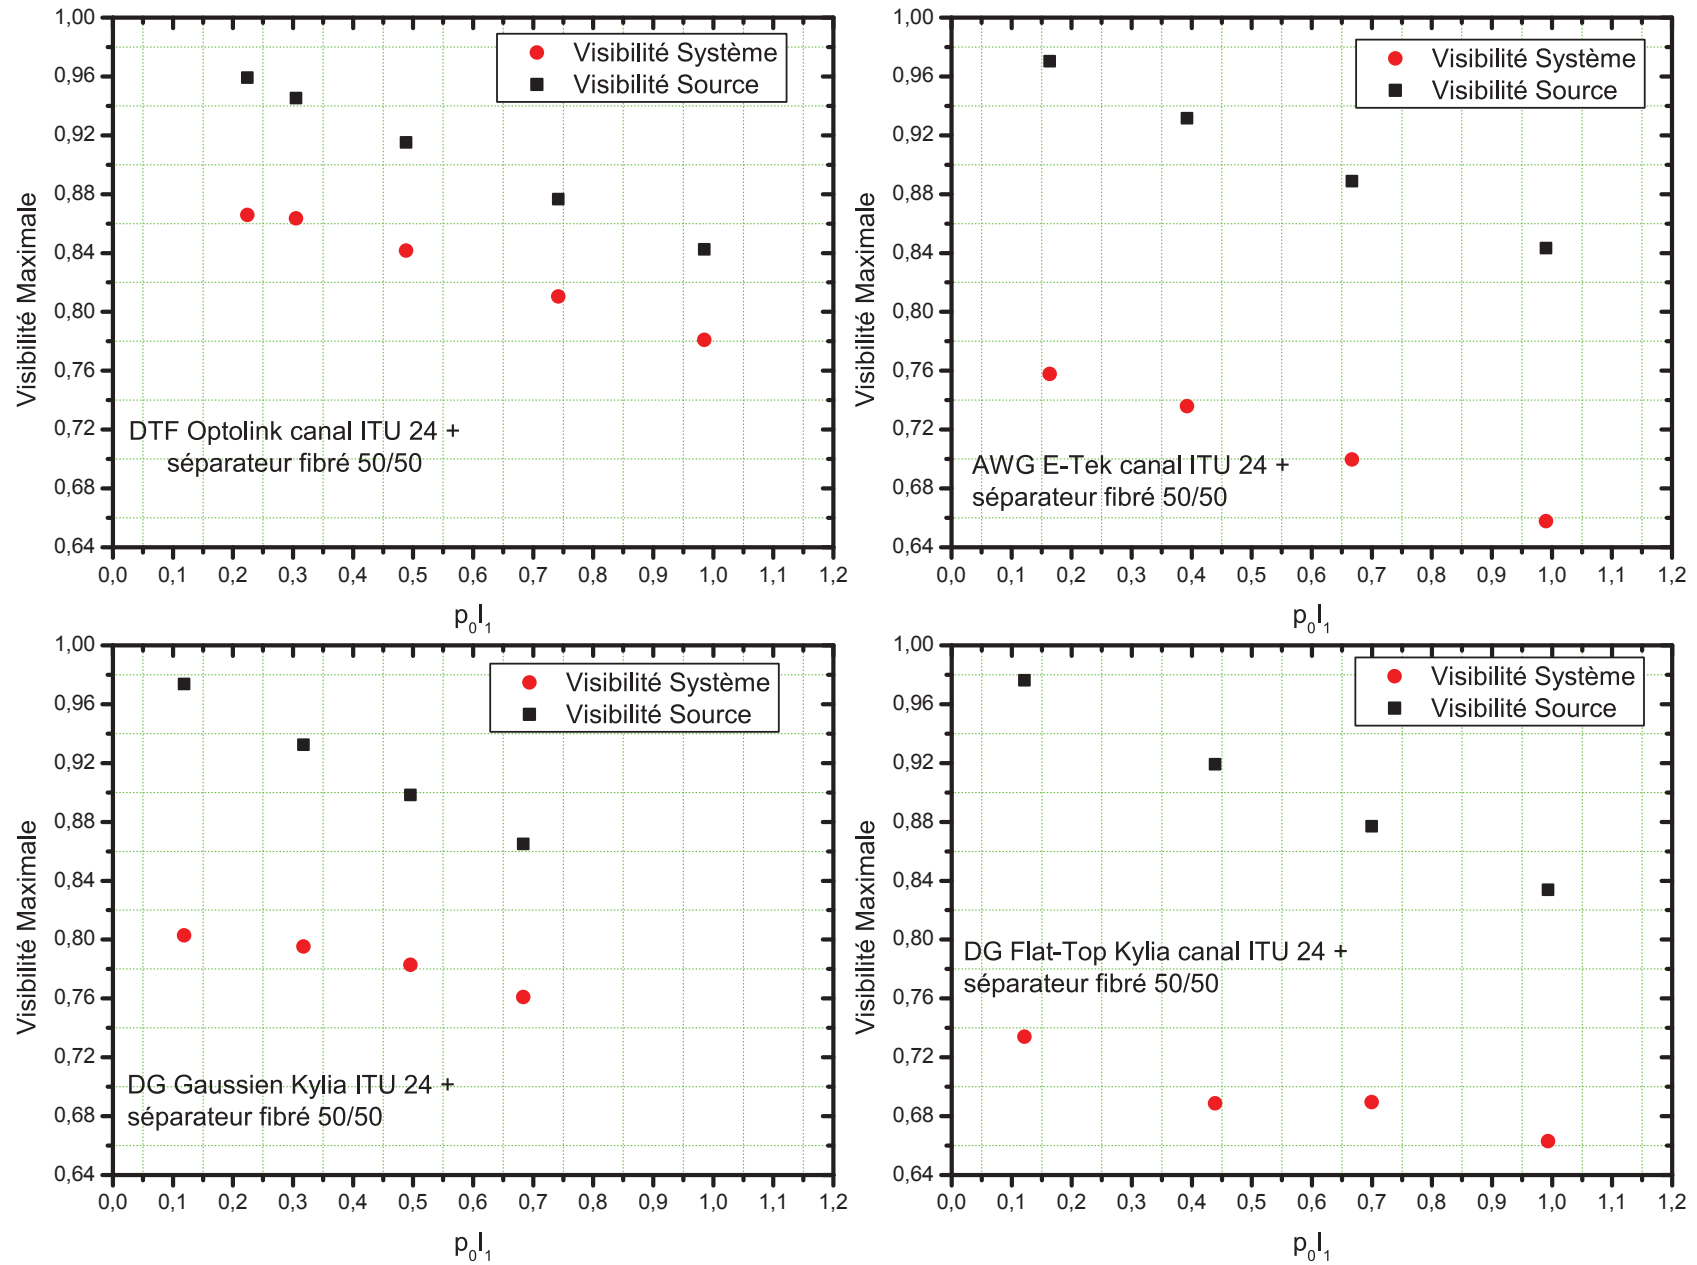 1,00
0,96
0,92
0,88
0,84
0,80
0,76
0,72
0,68
0,64
Visibilité Maximale
Visibilité Système
Visibilité Source
DTF Optolink canal ITU 24 +
séparateur fibré 50/50
0,0 0,1 0,2 0,3 0,4 0,5 0,6 0,7 0,8 0,9 1,0 1,1 1,2
p₀I₁
1,00
0,96
0,92
0,88
0,84
0,80
0,76
0,72
0,68
0,64
Visibilité Maximale
Visibilité Système
Visibilité Source
AWG E-Tek canal ITU 24 +
séparateur fibré 50/50
0,0 0,1 0,2 0,3 0,4 0,5 0,6 0,7 0,8 0,9 1,0 1,1 1,2
p₀I₁
1,00
0,96
0,92
0,88
0,84
0,80
0,76
0,72
0,68
0,64
Visibilité Maximale
Visibilité Système
Visibilité Source
DG Gaussien Kylia ITU 24 +
séparateur fibré 50/50
0,0 0,1 0,2 0,3 0,4 0,5 0,6 0,7 0,8 0,9 1,0 1,1 1,2
p₀I₁
1,00
0,96
0,92
0,88
0,84
0,80
0,76
0,72
0,68
0,64
Visibilité Maximale
Visibilité Système
Visibilité Source
DG Flat-Top Kylia canal ITU 24 +
séparateur fibré 50/50
0,0 0,1 0,2 0,3 0,4 0,5 0,6 0,7 0,8 0,9 1,0 1,1 1,2
p₀I₁